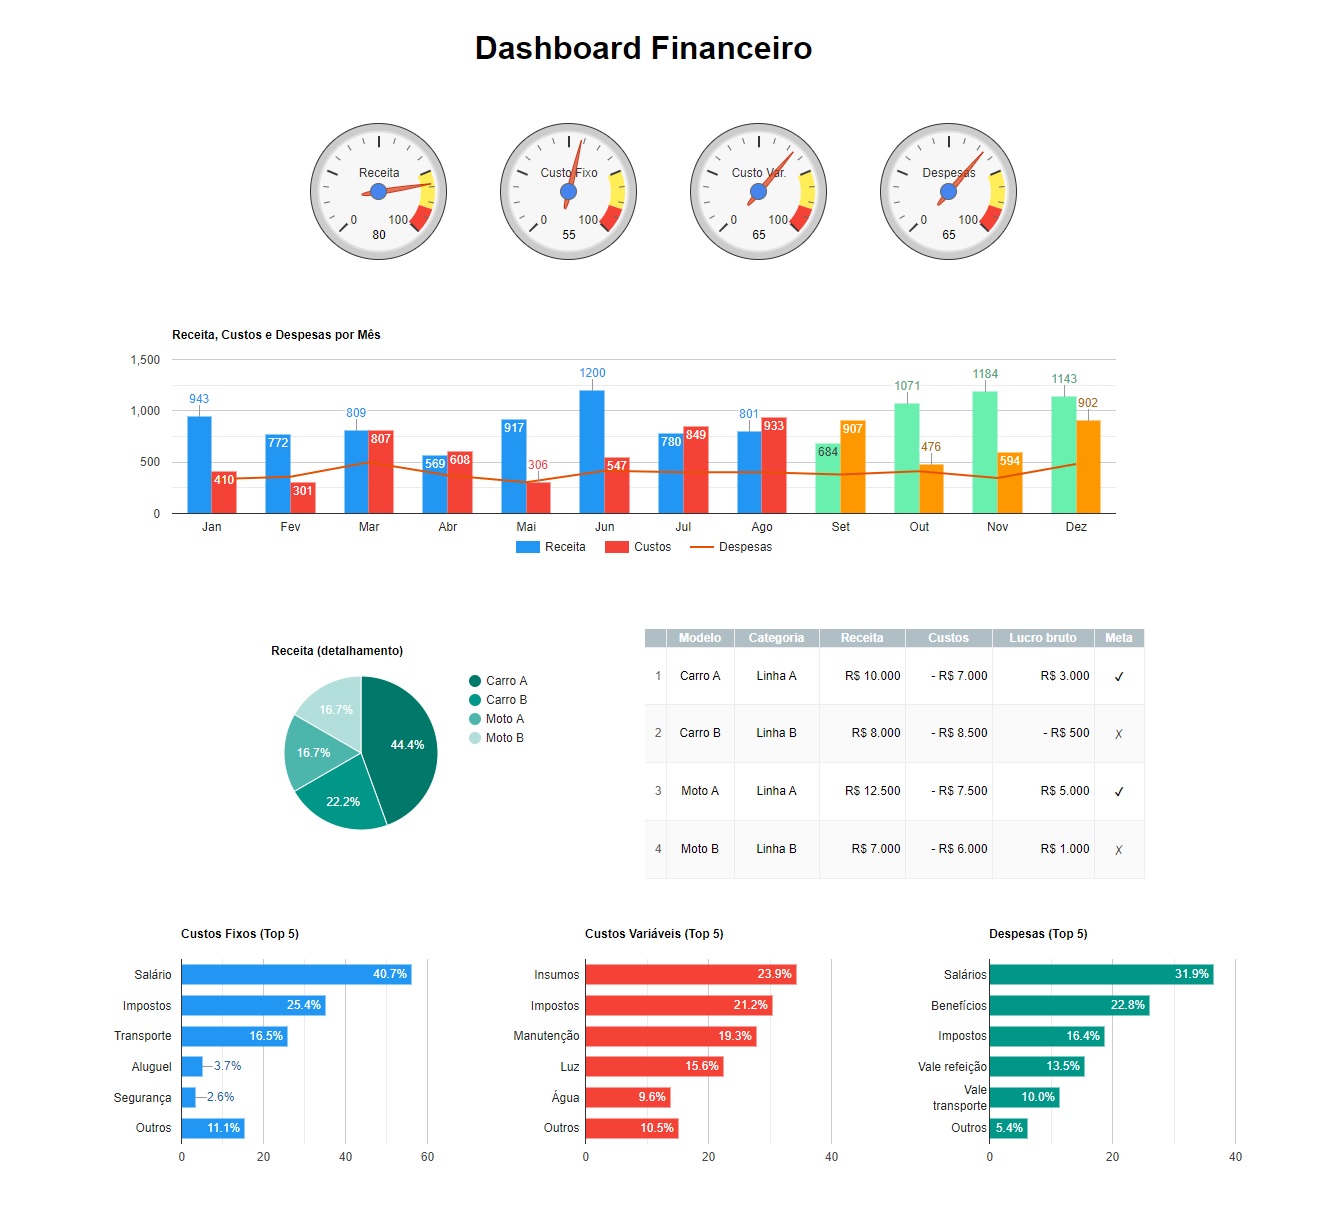 Dashboard Financeiro
Receita
0 100
80
Custo Fixo
0 100
55
Custo Var.
0 100
65
Despesas
0 100
65
Receita, Custos e Despesas por Mês
1,500
1,000
500
0
943 410
772 301
809 807
569 608
917 306
1200 547
780 849
801 933
684 907
1071 476
1184 594
1143 902
Jan Fev Mar Abr Mai Jun Jul Ago Set Out Nov Dez
Receita Custos Despesas
Receita (detalhamento)
44.4%
22.2%
16.7%
16.7%
Carro A
Carro B
Moto A
Moto B
Modelo Categoria Receita Custos Lucro bruto Meta
1 Carro A Linha A R$ 10.000 - R$ 7.000 R$ 3.000 ✓
2 Carro B Linha B R$ 8.000 - R$ 8.500 - R$ 500 ✗
3 Moto A Linha A R$ 12.500 - R$ 7.500 R$ 5.000 ✓
4 Moto B Linha B R$ 7.000 - R$ 6.000 R$ 1.000 ✗
Custos Fixos (Top 5)
Salário 40.7%
Impostos 25.4%
Transporte 16.5%
Aluguel 3.7%
Segurança 2.6%
Outros 11.1%
0 20 40 60
Custos Variáveis (Top 5)
Insumos 23.9%
Impostos 21.2%
Manutenção 19.3%
Luz 15.6%
Água 9.6%
Outros 10.5%
0 20 40
Despesas (Top 5)
Salários 31.9%
Benefícios 22.8%
Impostos 16.4%
Vale refeição 13.5%
Vale
transporte 10.0%
Outros 5.4%
0 20 40